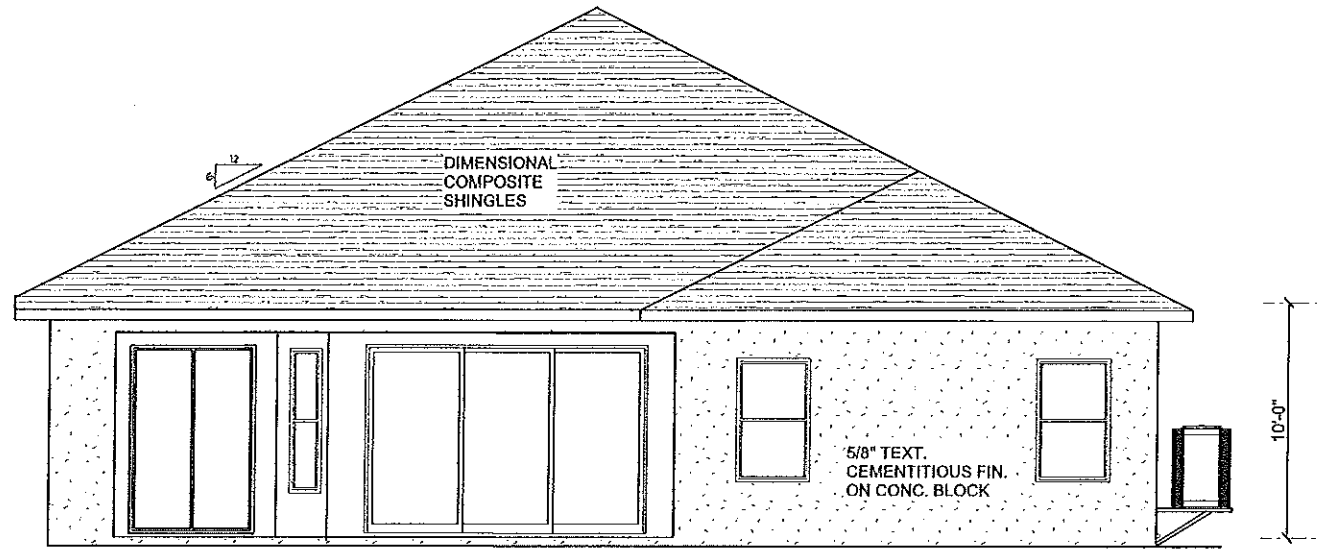 12
6
DIMENSIONAL
COMPOSITE
SHINGLES
5/8" TEXT.
CEMENTITIOUS FIN.
ON CONC. BLOCK
10'-0"